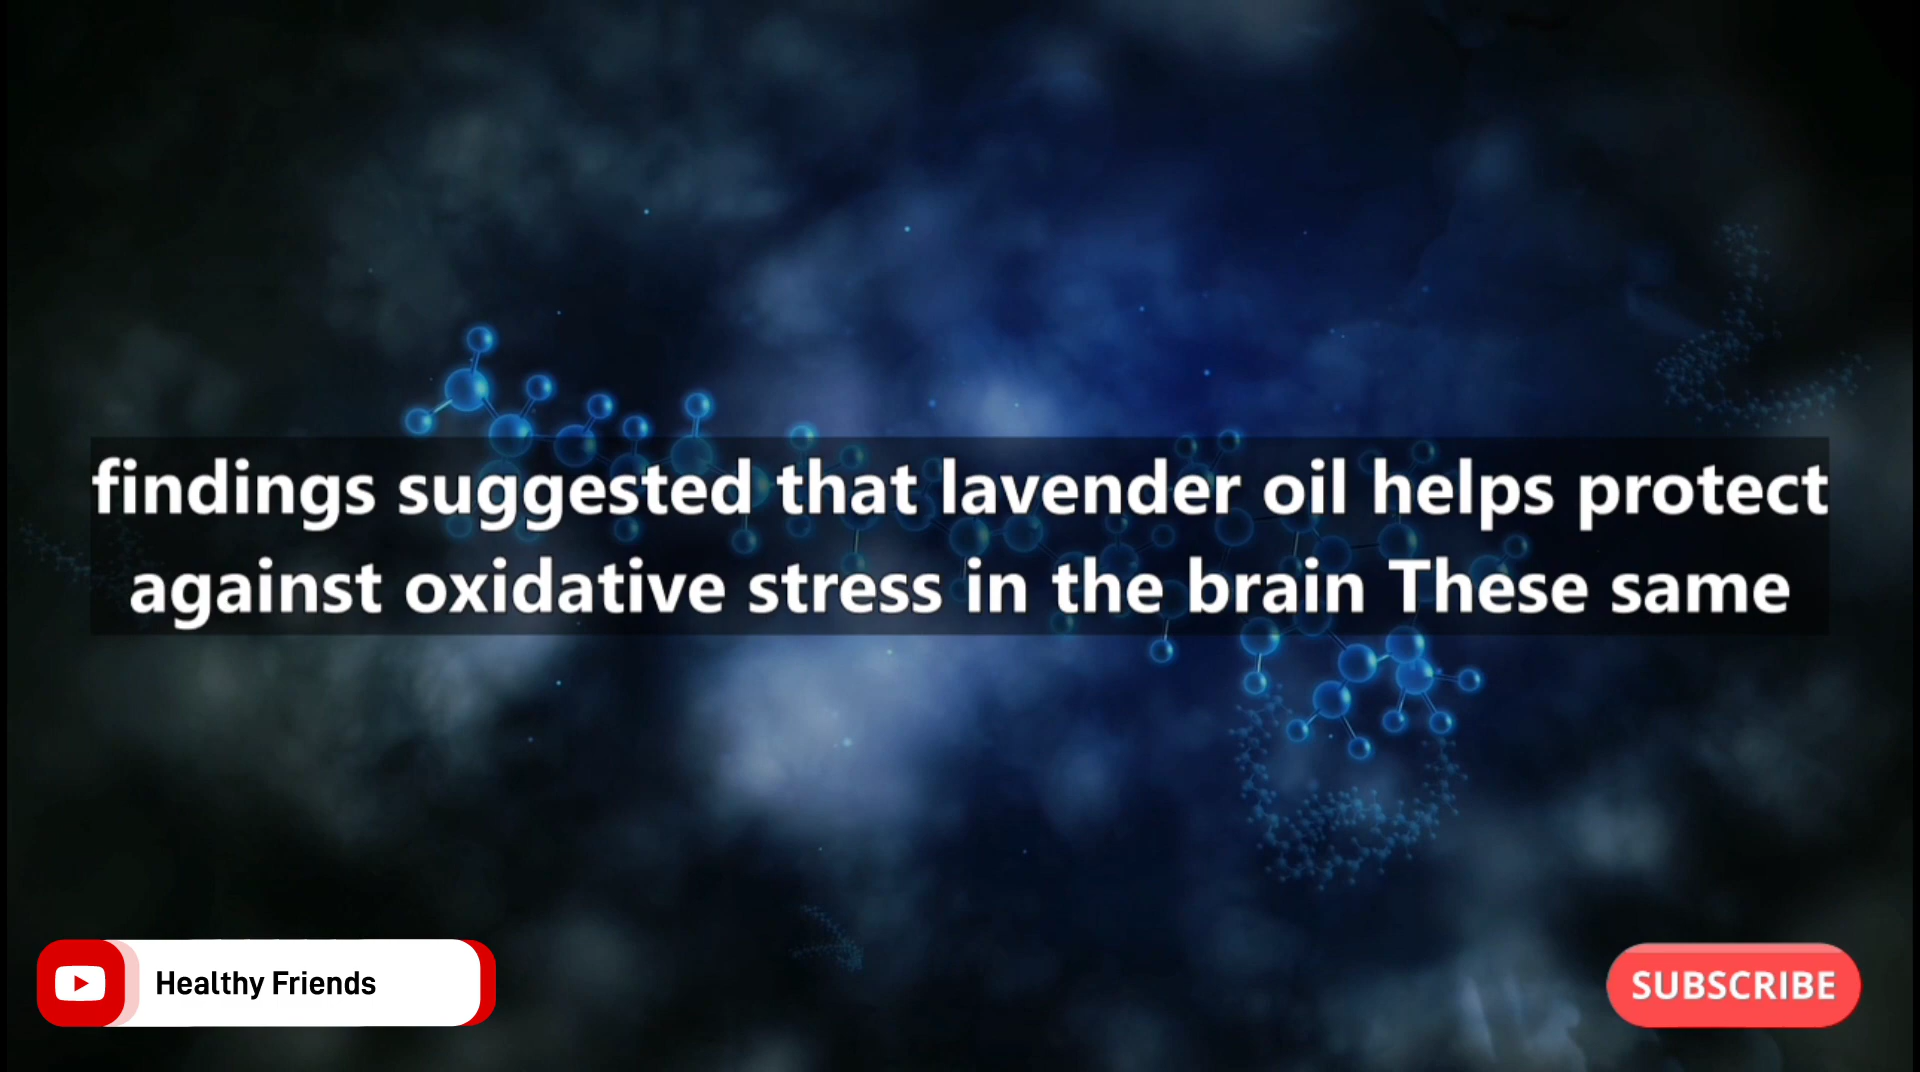 findings suggested that lavender oil helps protect
against oxidative stress in the brain These same
Healthy Friends
SUBSCRIBE